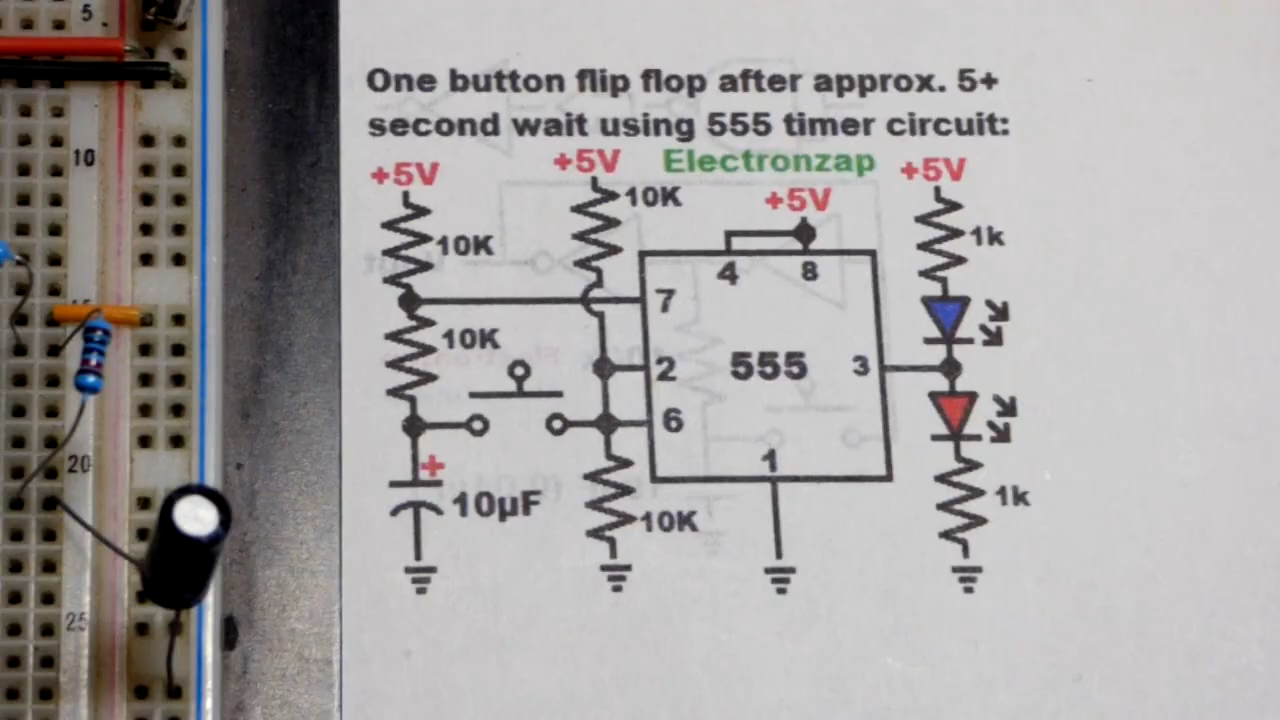 5
10
15
20
25
One button flip flop after approx. 5+
second wait using 555 timer circuit:
Electronzap
+5V
+5V
+5V
+5V
10K
10K
1k
4
8
7
10K
2
555
3
6
1
+
10µF
10K
1k